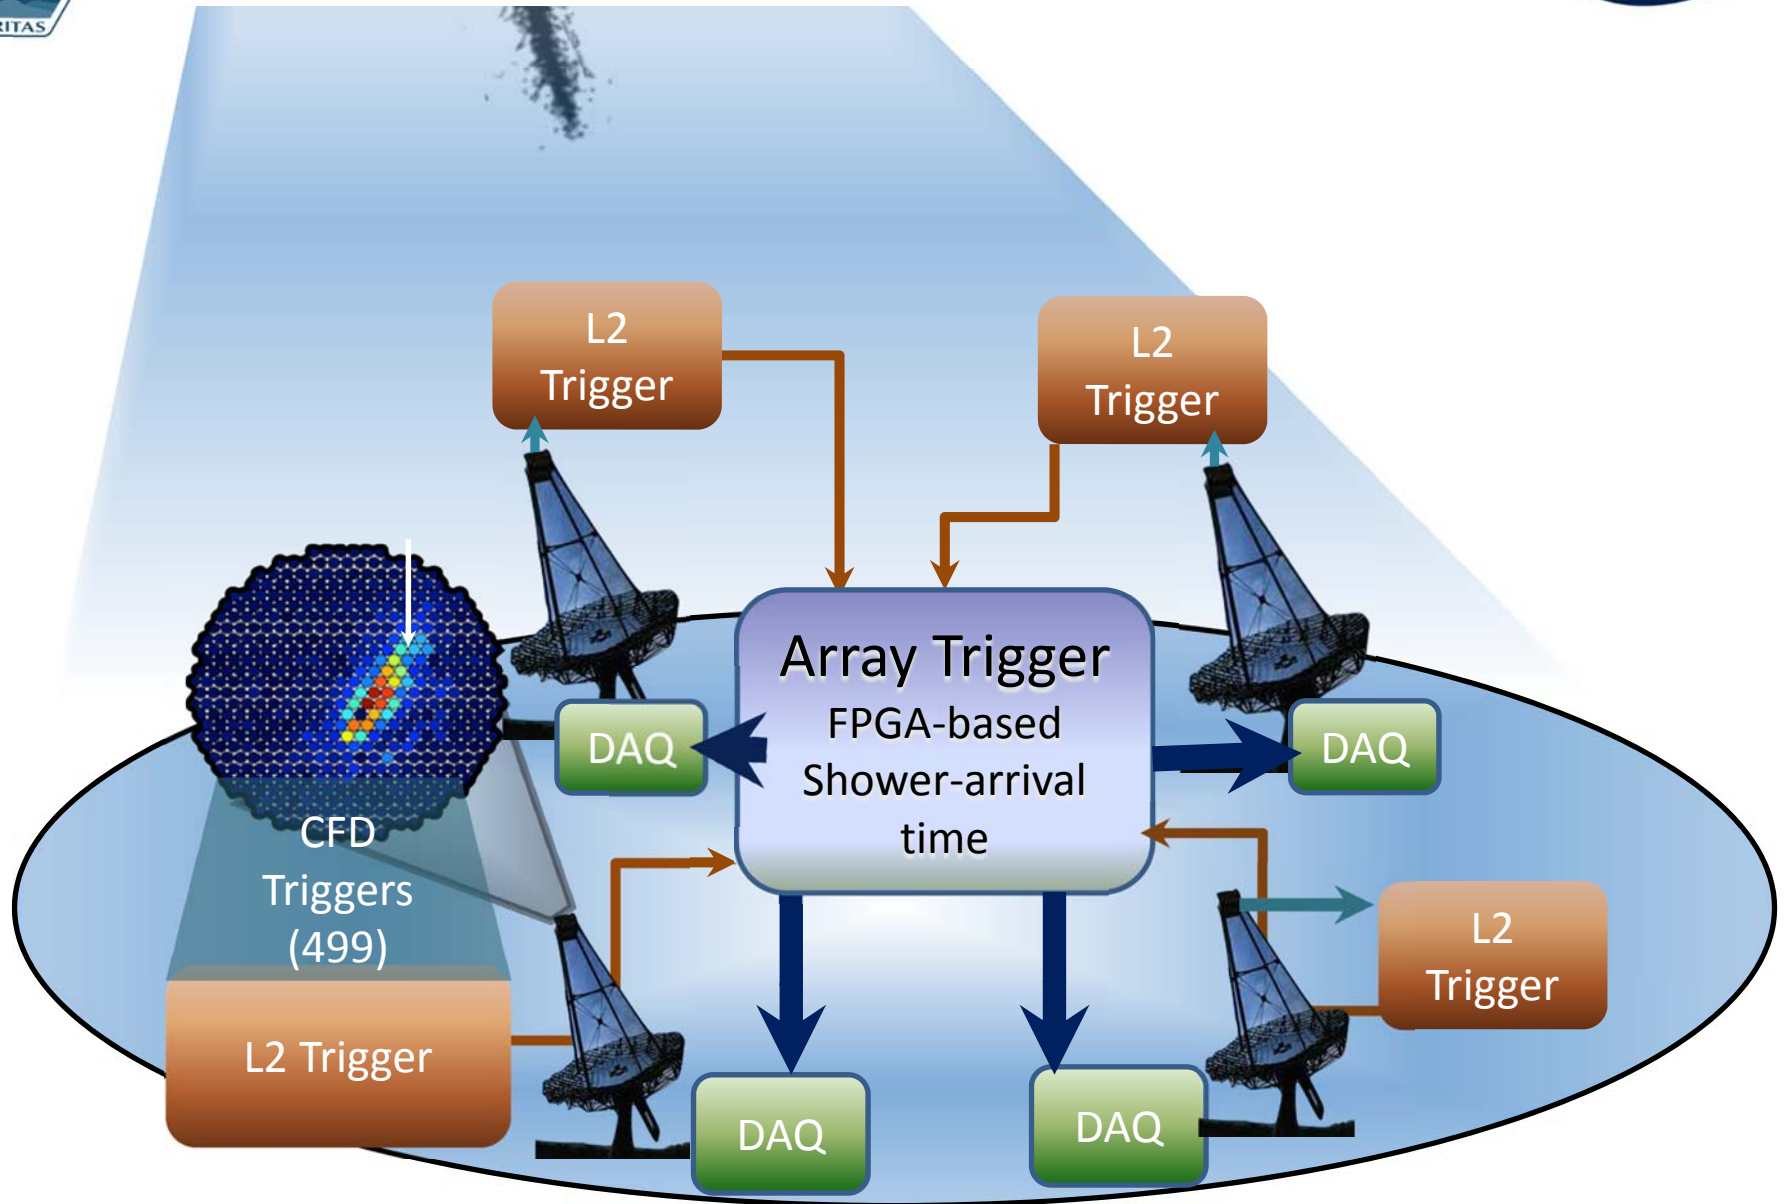 RITAS
L2
Trigger
L2
Trigger
Array Trigger
FPGA-based
Shower-arrival
time
DAQ
DAQ
CFD
Triggers
(499)
L2 Trigger
L2
Trigger
DAQ
DAQ